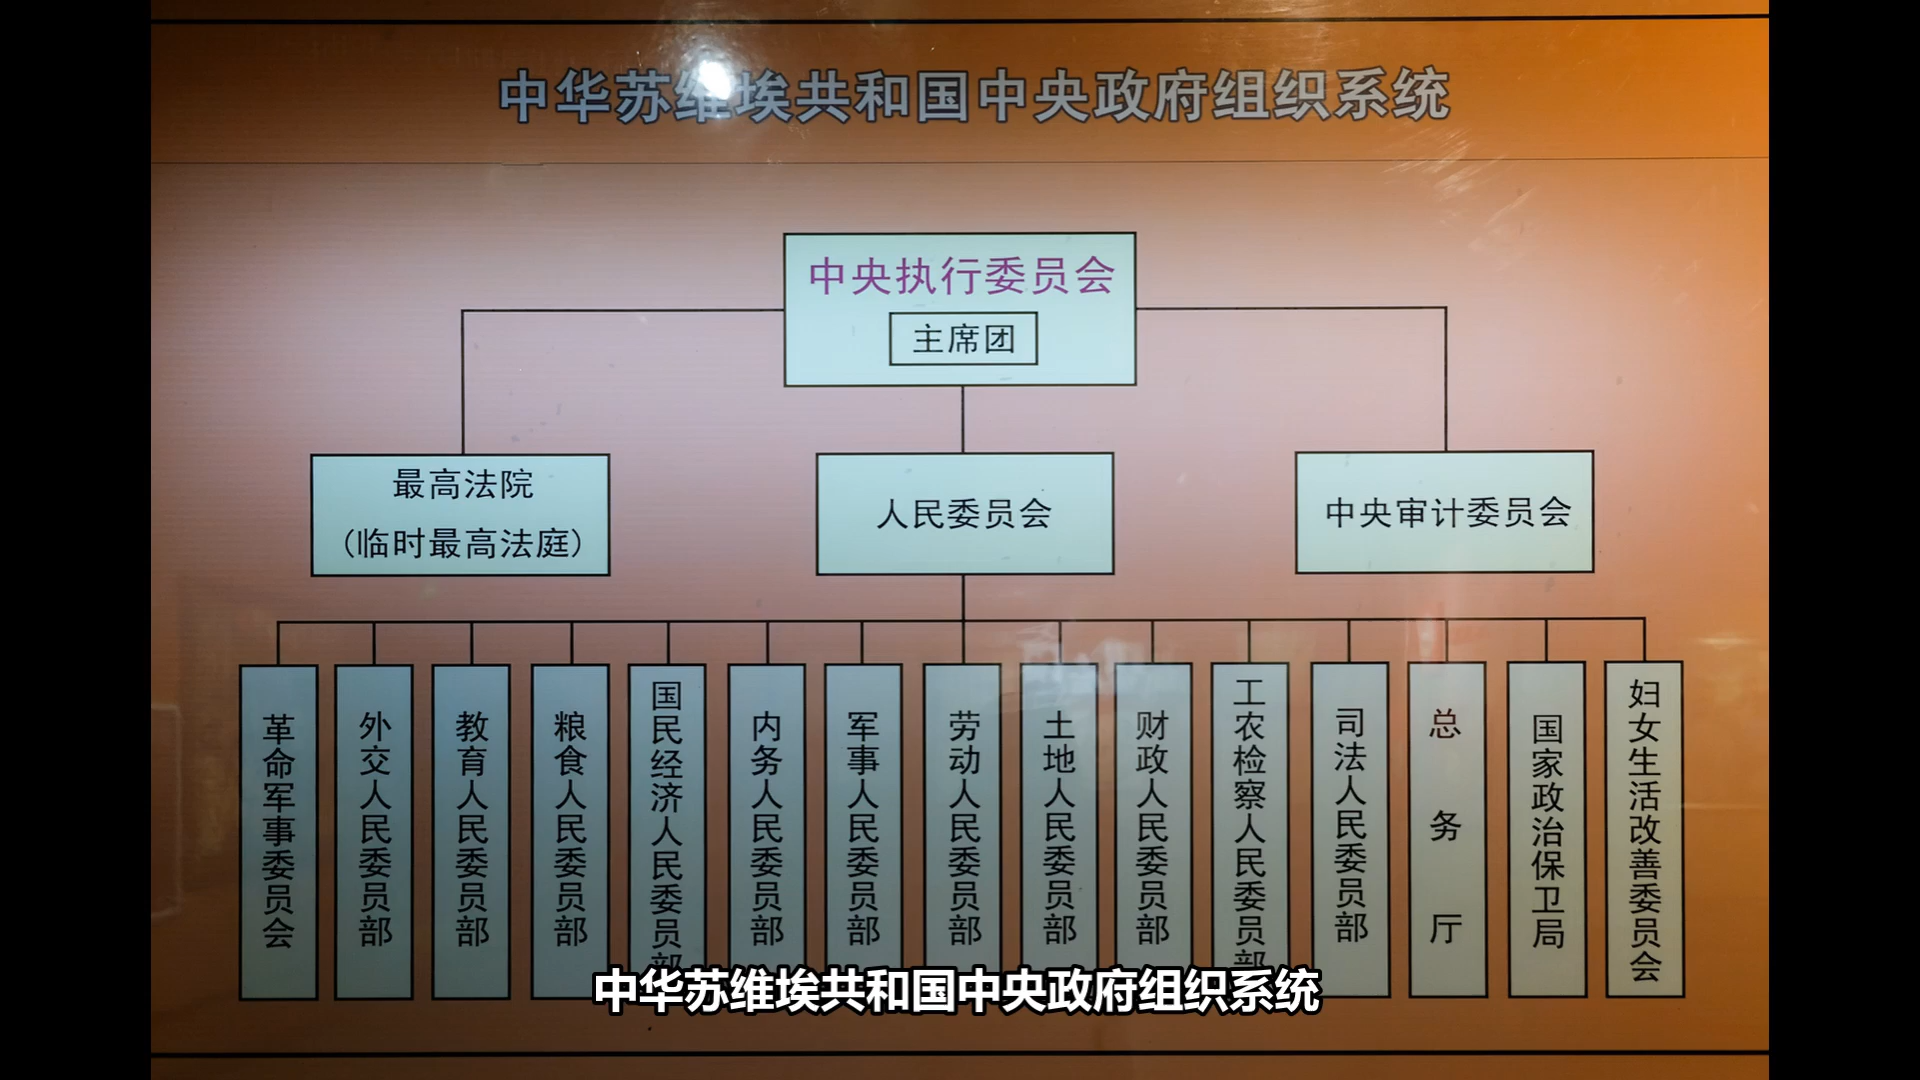 中华苏维埃共和国中央政府组织系统
中央执行委员会
主席团
最高法院
（临时最高法庭）
人民委员会
中央审计委员会
革命军事委员会
外交人民委员部
教育人民委员部
粮食人民委员部
国民经济人民委员部
内务人民委员部
军事人民委员部
劳动人民委员部
土地人民委员部
财政人民委员部
工农检察人民委员部
司法人民委员部
总务厅
国家政治保卫局
妇女生活改善委员会
中华苏维埃共和国中央政府组织系统